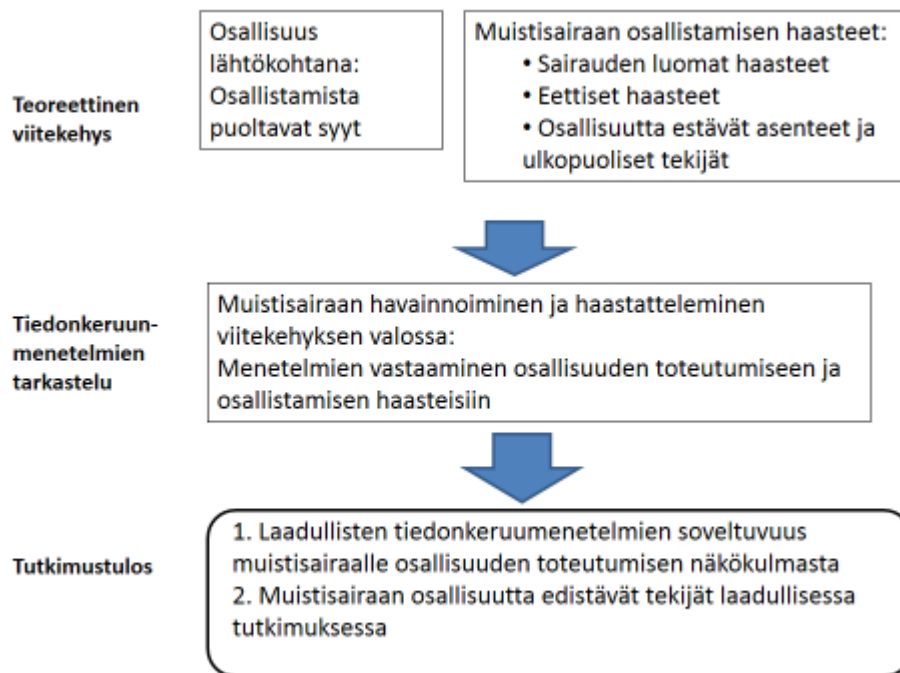 Teoreettinen
viitekehys
Osallisuus
lähtökohtana:
Osallistamista
puoltavat syyt
Muistisairaan osallistamisen haasteet:
• Sairauden luomat haasteet
• Eettiset haasteet
• Osallisuutta estävät asenteet ja
ulkopuoliset tekijät
Tiedonkeruun-
menetelmien
tarkastelu
Muistisairaan havainnoiminen ja haastatteleminen
viitekehyksen valossa:
Menetelmien vastaaminen osallisuuden toteutumiseen ja
osallistamisen haasteisiin
Tutkimustulos
1. Laadullisten tiedonkeruumenetelmien soveltuvuus
muistisairaalle osallisuuden toteutumisen näkökulmasta
2. Muistisairaan osallisuutta edistävät tekijät laadullisessa
tutkimuksessa